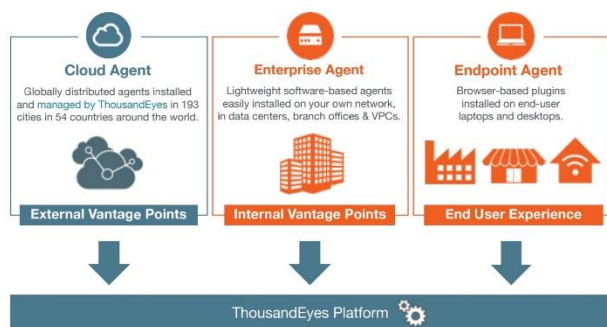 Cloud Agent
Globally distributed agents installed
and managed by ThousandEyes in 193
cities in 54 countries around the world.
External Vantage Points
Enterprise Agent
Lightweight software-based agents
easily installed on your own network,
in data centers, branch offices & VPCs.
Internal Vantage Points
Endpoint Agent
Browser-based plugins
installed on end-user
laptops and desktops.
End User Experience
ThousandEyes Platform